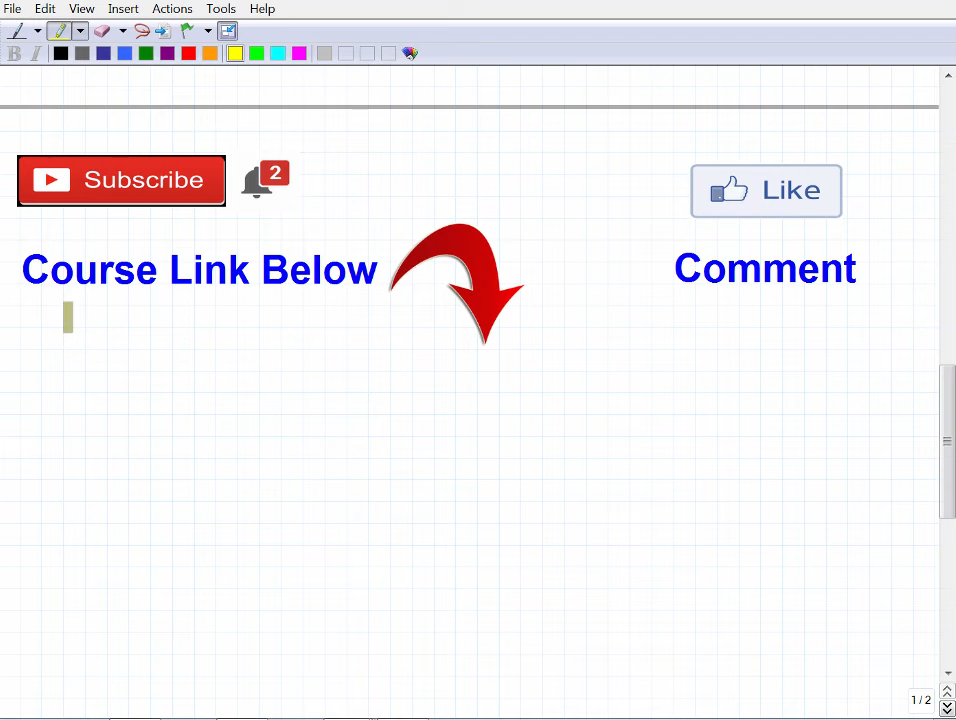 File Edit View Insert Actions Tools Help
B I
Subscribe 2
Like
Course Link Below
Comment
1 / 2